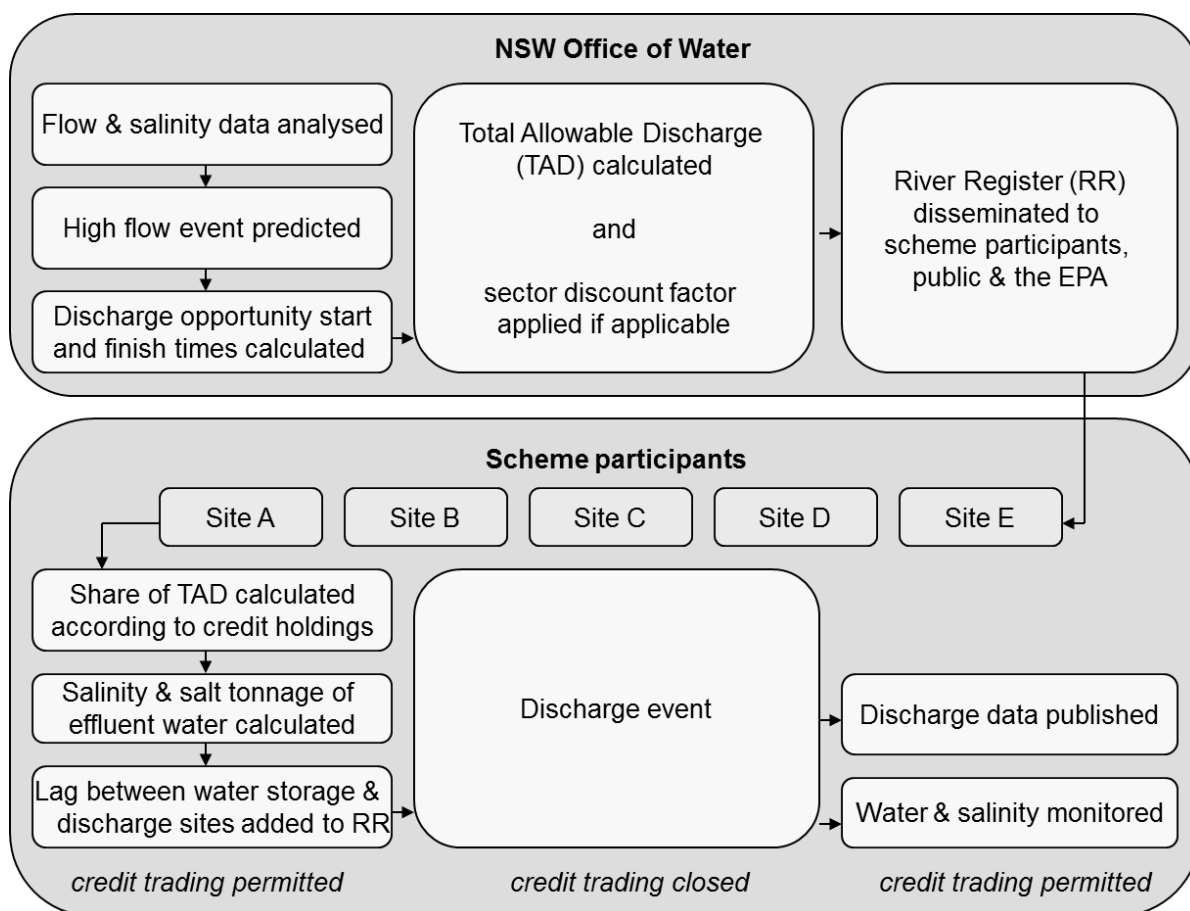 NSW Office of Water
Flow & salinity data analysed
High flow event predicted
Discharge opportunity start
and finish times calculated
Total Allowable Discharge
(TAD) calculated
and
sector discount factor
applied if applicable
River Register (RR)
disseminated to
scheme participants,
public & the EPA
Scheme participants
Site A
Site B
Site C
Site D
Site E
Share of TAD calculated
according to credit holdings
Salinity & salt tonnage of
effluent water calculated
Lag between water storage &
discharge sites added to RR
Discharge event
Discharge data published
Water & salinity monitored
credit trading permitted
credit trading closed
credit trading permitted